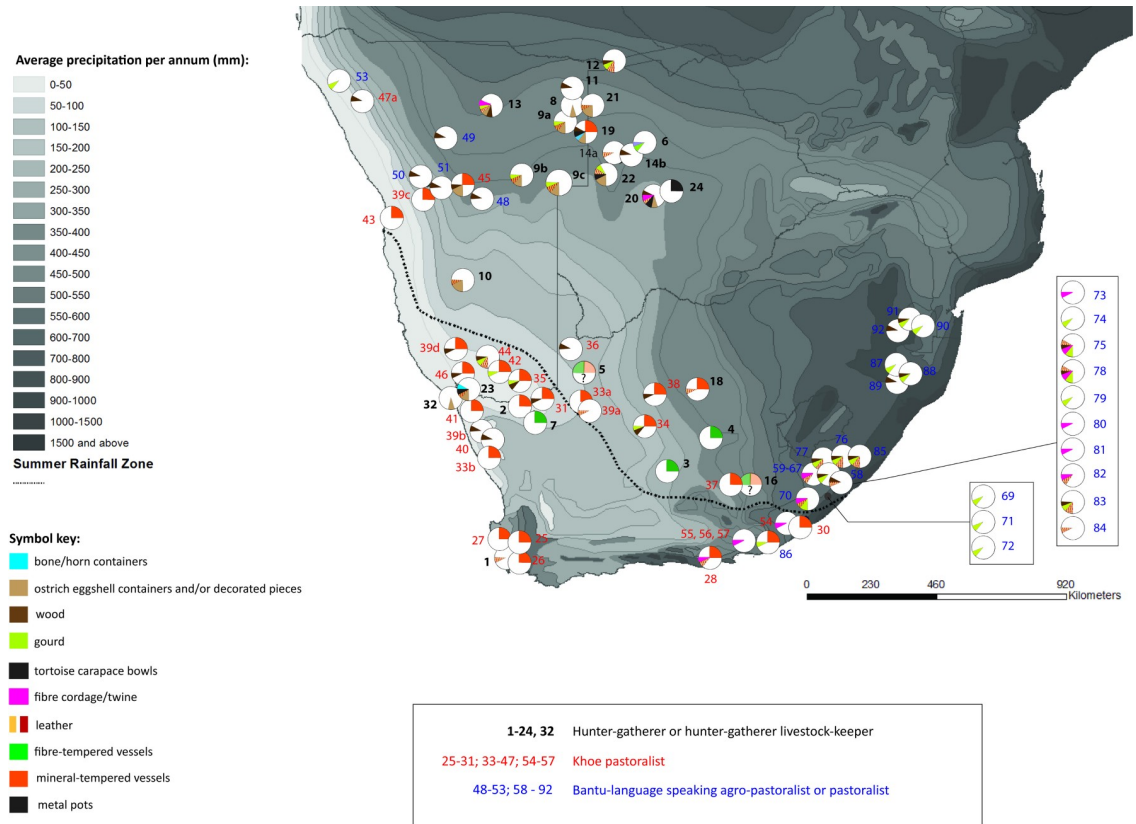 Average precipitation per annum (mm):
0-50
50-100
100-150
150-200
200-250
250-300
300-350
350-400
400-450
450-500
500-550
550-600
600-700
700-800
800-900
900-1000
1000-1500
1500 and above
Summer Rainfall Zone
Symbol key:
bone/horn containers
ostrich eggshell containers and/or decorated pieces
wood
gourd
tortoise carapace bowls
fibre cordage/twine
leather
fibre-tempered vessels
mineral-tempered vessels
metal pots
53
47a
12
11
13
8
21
9a
19
6
49
14a
14b
50
51
45
9b
9c
22
24
39c
48
20
43
10
91
92
90
39d
44
36
42
87
46
35
5
?
88
89
23
38
18
32
33a
2
31
41
39a
7
34
39b
4
40
76
77
85
33b
3
59-67
58
37
16
?
70
54
30
27
25
55, 56, 57
86
1
26
28
73
74
75
78
79
80
81
82
83
84
69
71
72
0 230 460 920
Kilometers
1-24, 32 Hunter-gatherer or hunter-gatherer livestock-keeper
25-31; 33-47; 54-57 Khoe pastoralist
48-53; 58 - 92 Bantu-language speaking agro-pastoralist or pastoralist